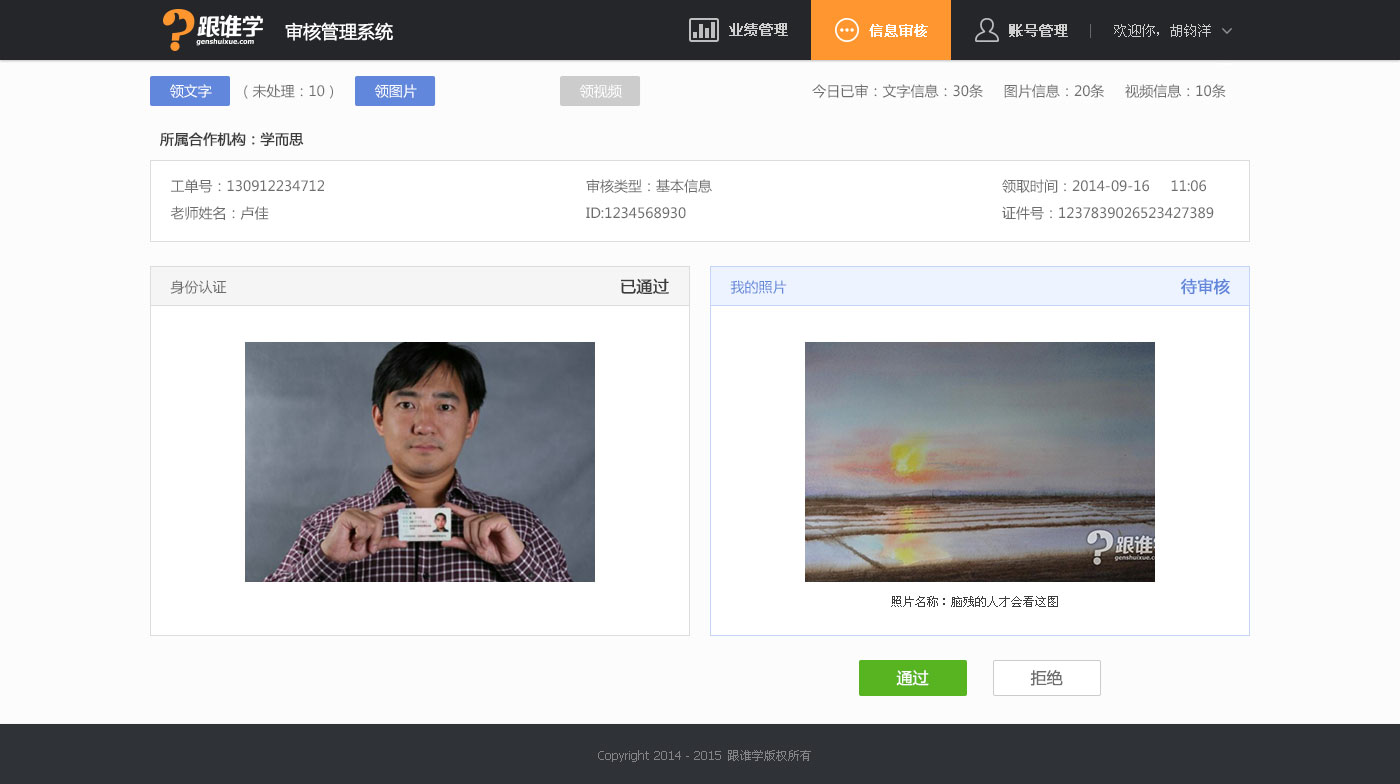 跟谁学
genshuixue.com
审核管理系统
业绩管理
信息审核
账号管理
欢迎你，胡钧洋
领文字 （未处理：10 ） 领图片 领视频 今日已审：文字信息：30条 图片信息：20条 视频信息：10条
所属合作机构：学而思
工单号：130912234712 审核类型：基本信息 领取时间：2014-09-16 11:06
老师姓名：卢佳 ID:1234568930 证件号：1237839026523427389
身份认证 已通过
我的照片 待审核
跟谁学
genshuixue.c
照片名称：脑残的人才会看这图
通过 拒绝
Copyright 2014 - 2015 跟谁学版权所有